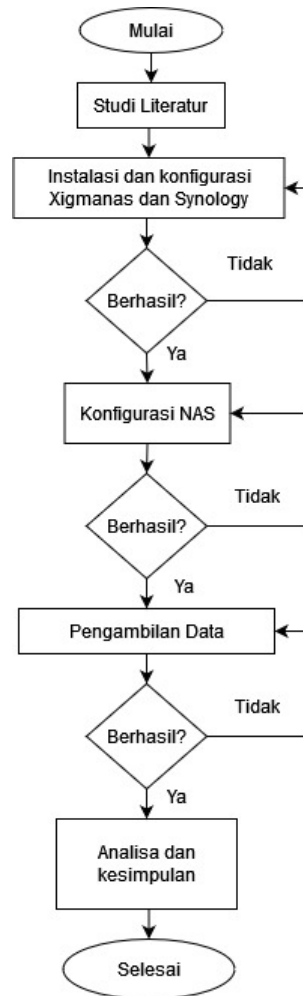 Mulai
Studi Literatur
Instalasi dan konfigurasi
Xigmanas dan Synology
Tidak
Berhasil?
Ya
Konfigurasi NAS
Tidak
Berhasil?
Ya
Pengambilan Data
Tidak
Berhasil?
Ya
Analisa dan
kesimpulan
Selesai